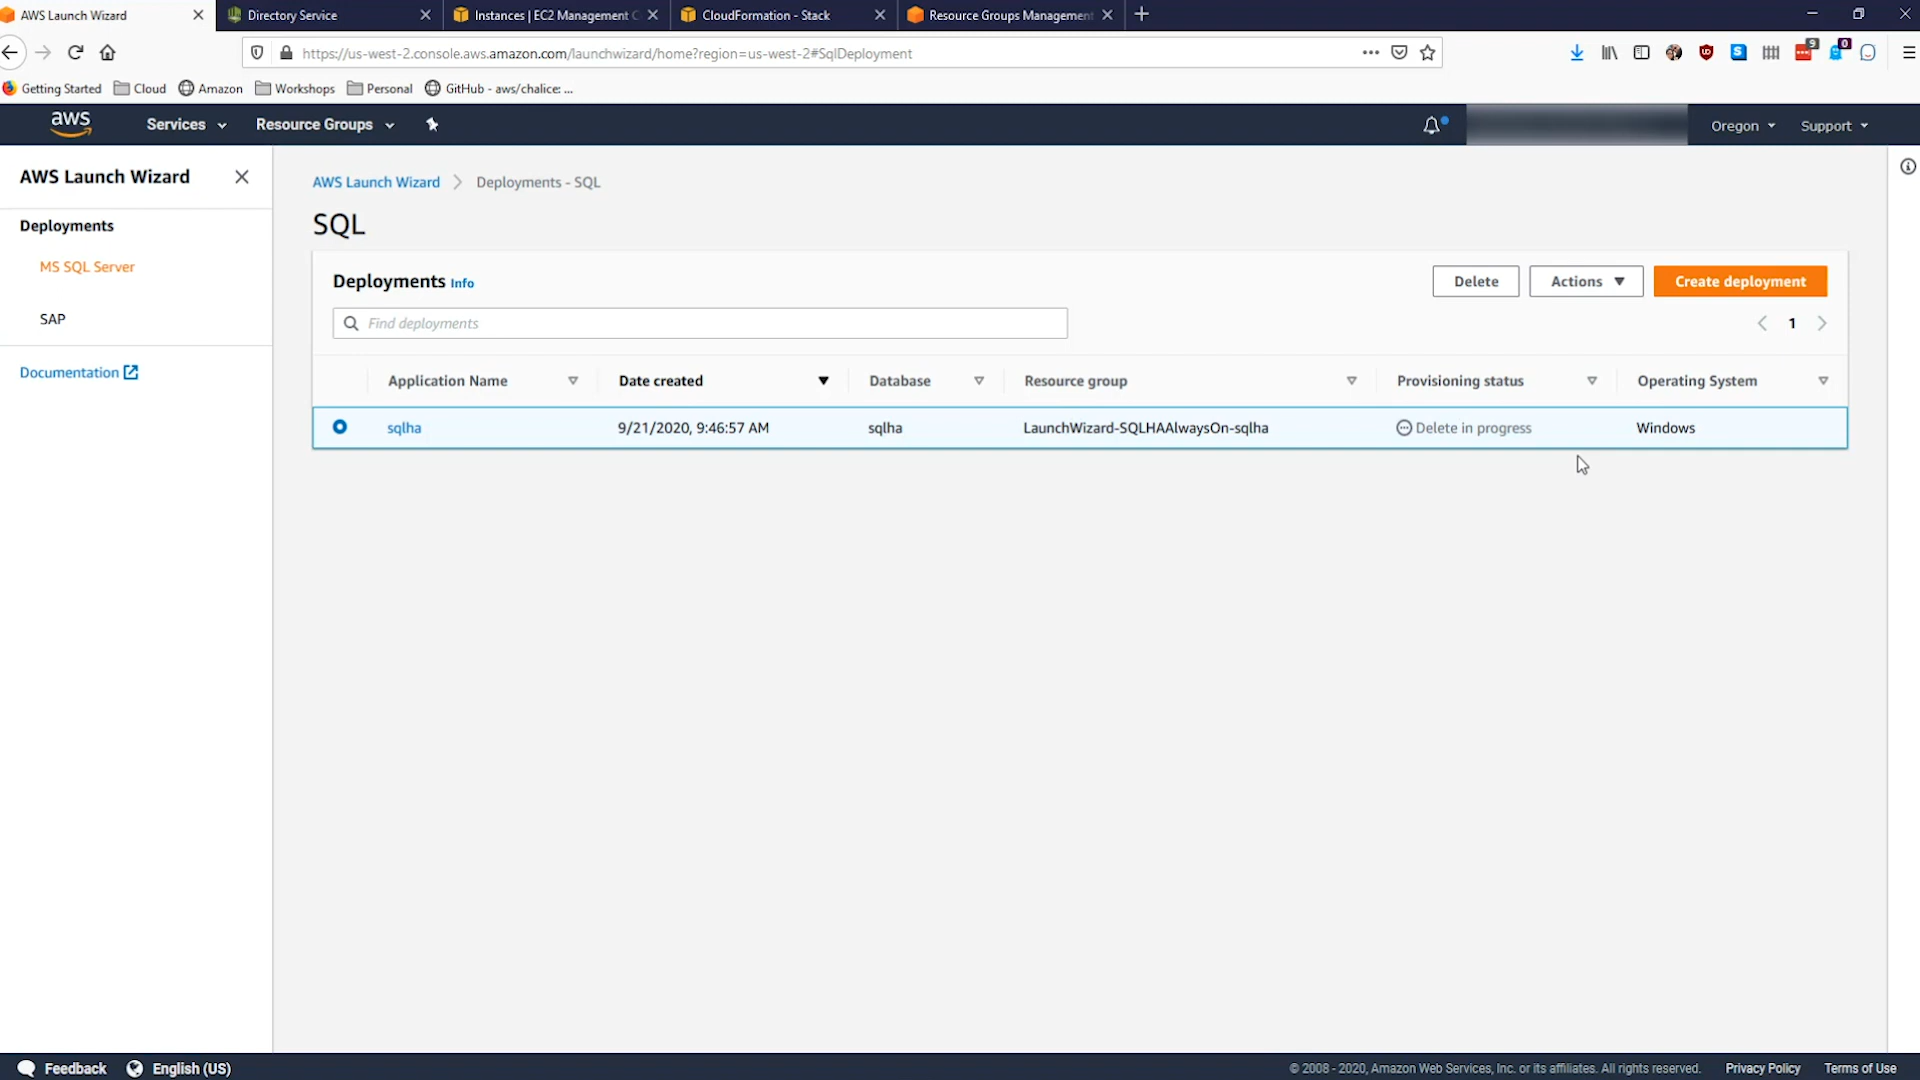 AWS Launch Wizard
Directory Service
Instances | EC2 Management
CloudFormation - Stack
Resource Groups Management
https://us-west-2.console.aws.amazon.com/launchwizard/home?region=us-west-2#SqlDeployment
S
9
0
Getting Started
Cloud
Amazon
Workshops
Personal
GitHub - aws/chalice: ...
aws
Services
Resource Groups
Oregon
Support
AWS Launch Wizard
Deployments
MS SQL Server
SAP
Documentation
AWS Launch Wizard
Deployments - SQL
SQL
Deployments Info
Delete
Actions
Create deployment
Find deployments
1
Application Name
Date created
Database
Resource group
Provisioning status
Operating System
sqlha
9/21/2020, 9:46:57 AM
sqlha
LaunchWizard-SQLHAAlwaysOn-sqlha
Delete in progress
Windows
Feedback
English (US)
© 2008 - 2020, Amazon Web Services, Inc. or its affiliates. All rights reserved.
Privacy Policy
Terms of Use